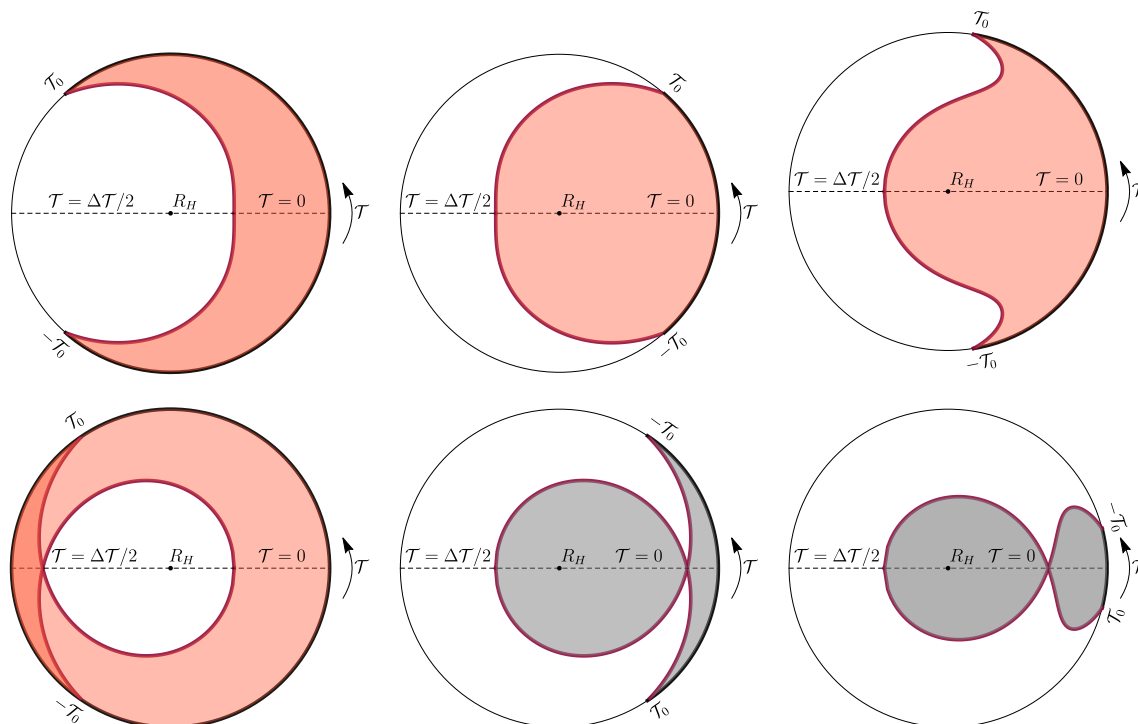 𝒯₀
𝒯 = Δ𝒯/2
R_H
𝒯 = 0
𝒯
−𝒯₀
𝒯₀
𝒯 = Δ𝒯/2
R_H
𝒯 = 0
𝒯
−𝒯₀
𝒯₀
𝒯 = Δ𝒯/2
R_H
𝒯 = 0
𝒯
−𝒯₀
𝒯₀
𝒯 = Δ𝒯/2
R_H
𝒯 = 0
𝒯
−𝒯₀
−𝒯₀
𝒯 = Δ𝒯/2
R_H
𝒯 = 0
𝒯
𝒯₀
−𝒯₀
𝒯 = Δ𝒯/2
R_H
𝒯 = 0
𝒯
𝒯₀